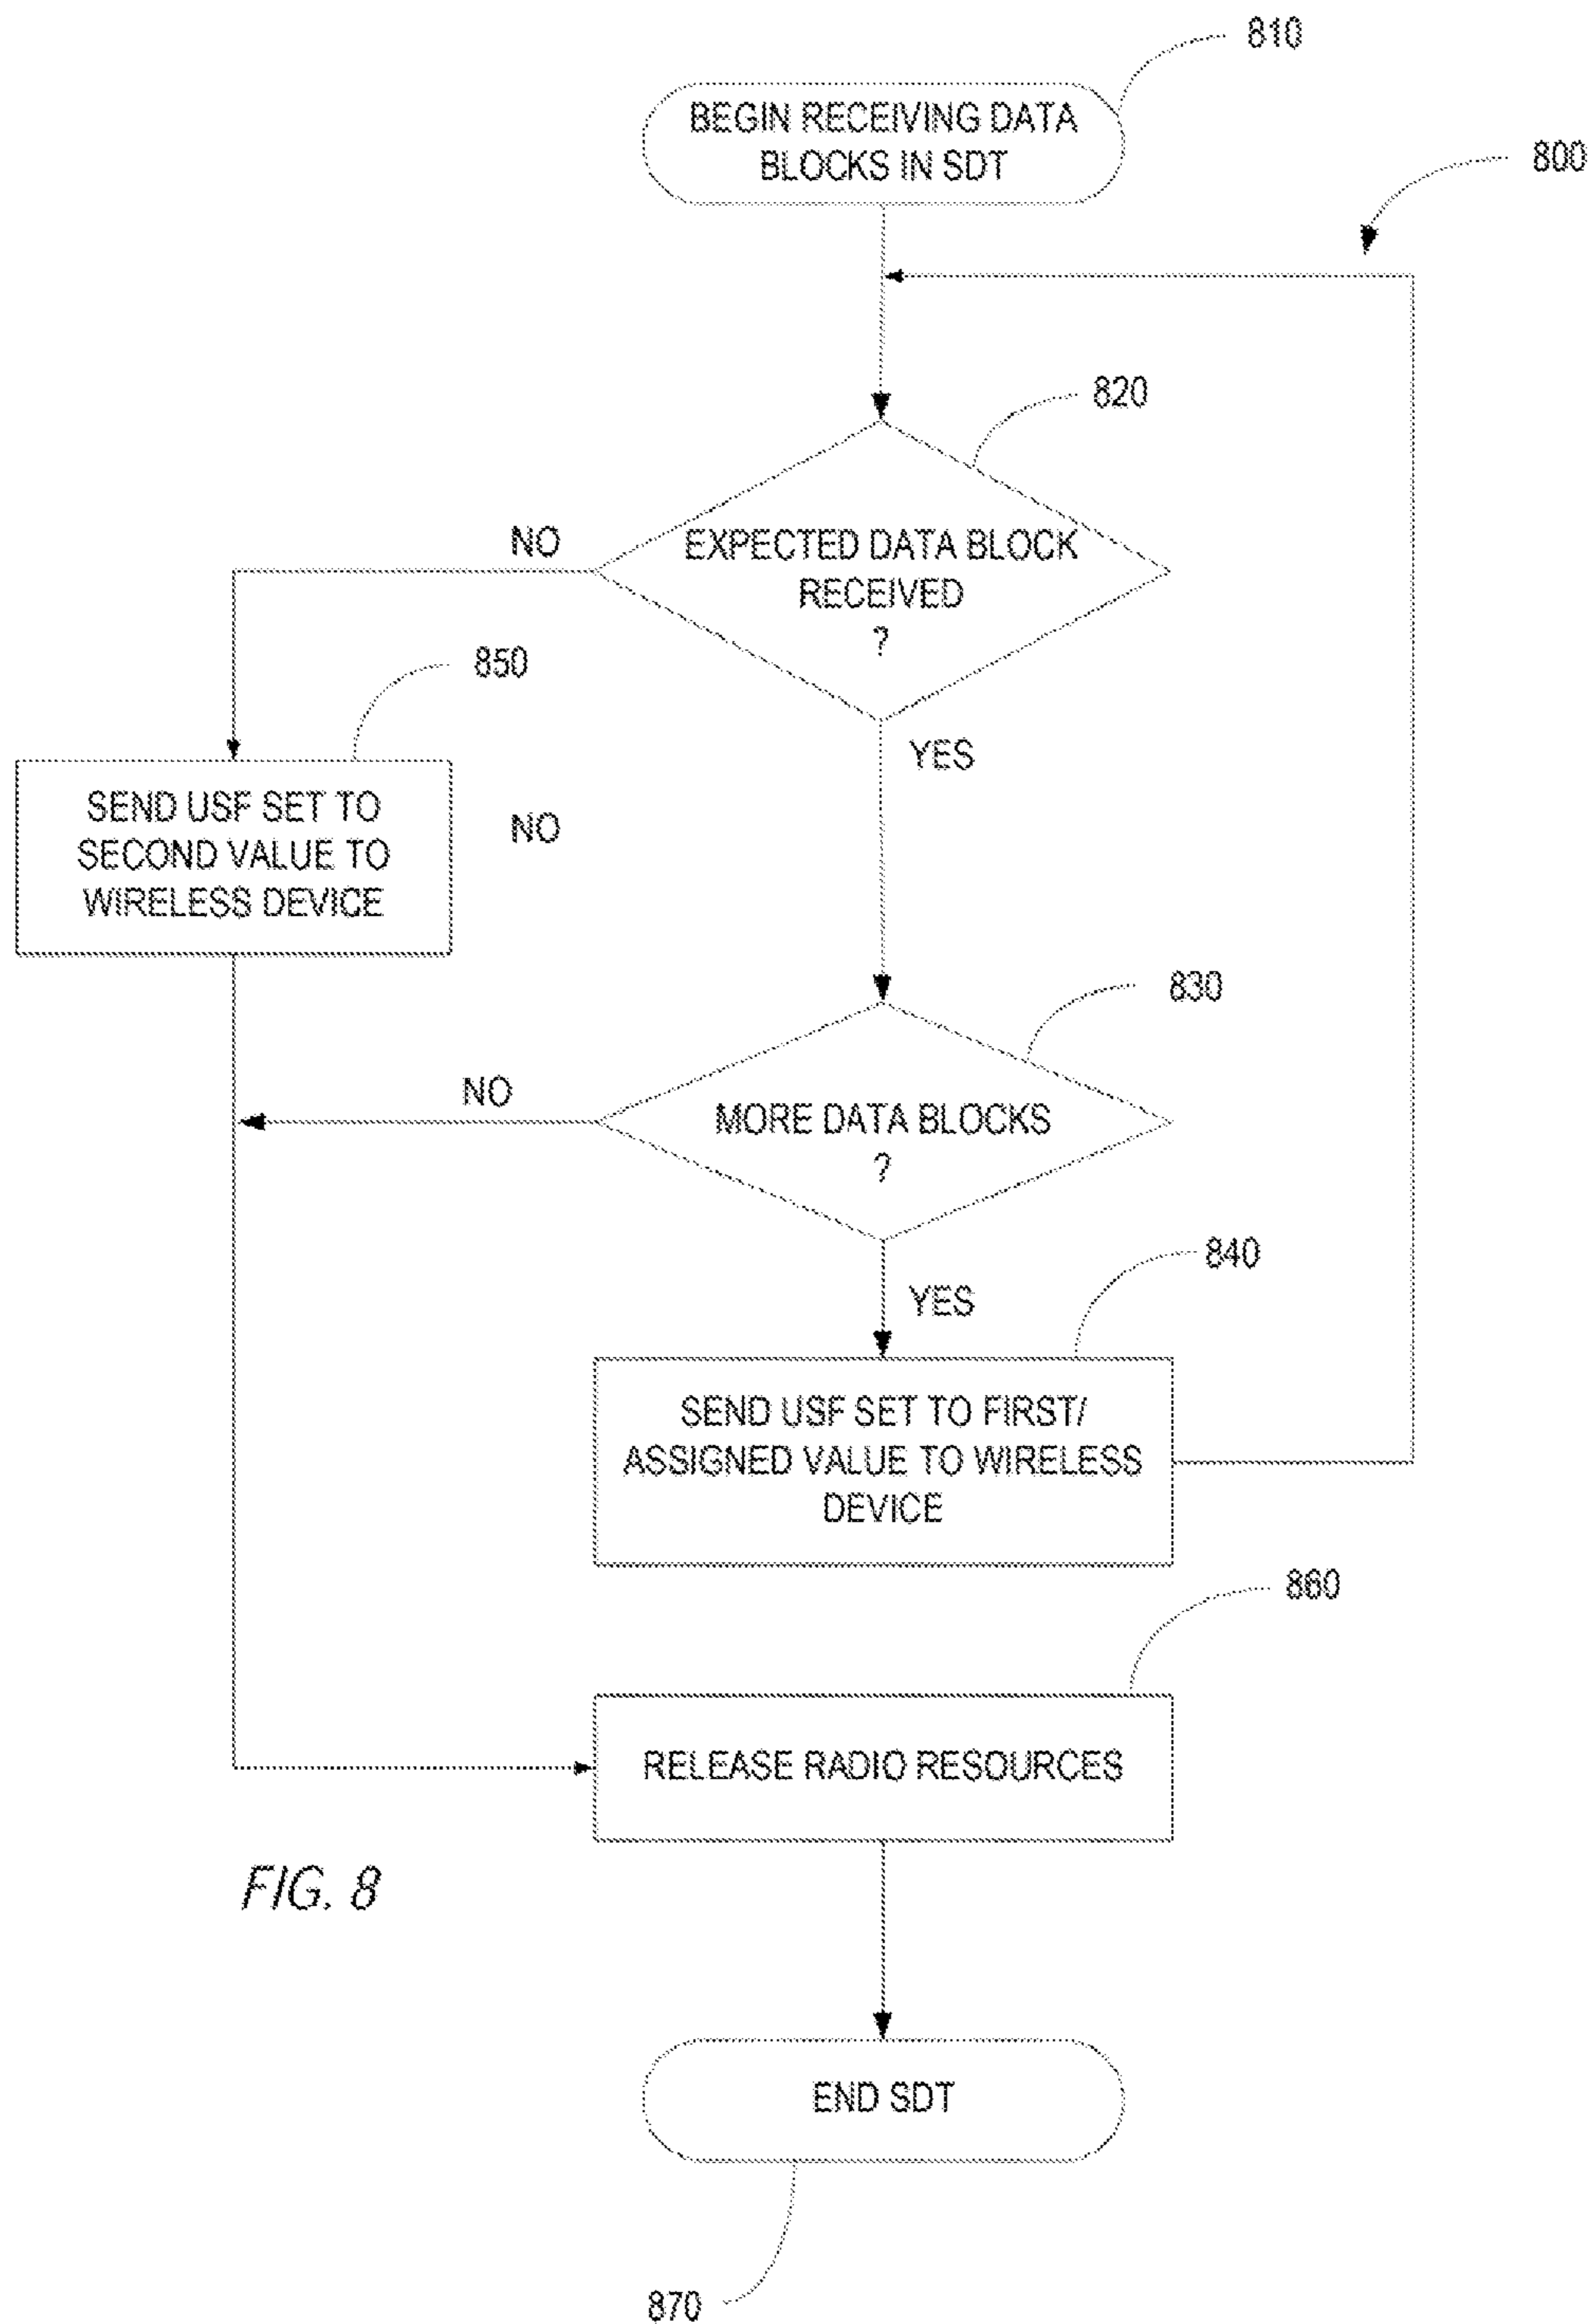 810
BEGIN RECEIVING DATA
BLOCKS IN SDT
800
820
NO
EXPECTED DATA BLOCK
RECEIVED
?
850
YES
SEND USF SET TO
SECOND VALUE TO
WIRELESS DEVICE
NO
830
NO
MORE DATA BLOCKS
?
840
YES
SEND USF SET TO FIRST/
ASSIGNED VALUE TO WIRELESS
DEVICE
860
RELEASE RADIO RESOURCES
FIG. 8
END SDT
870